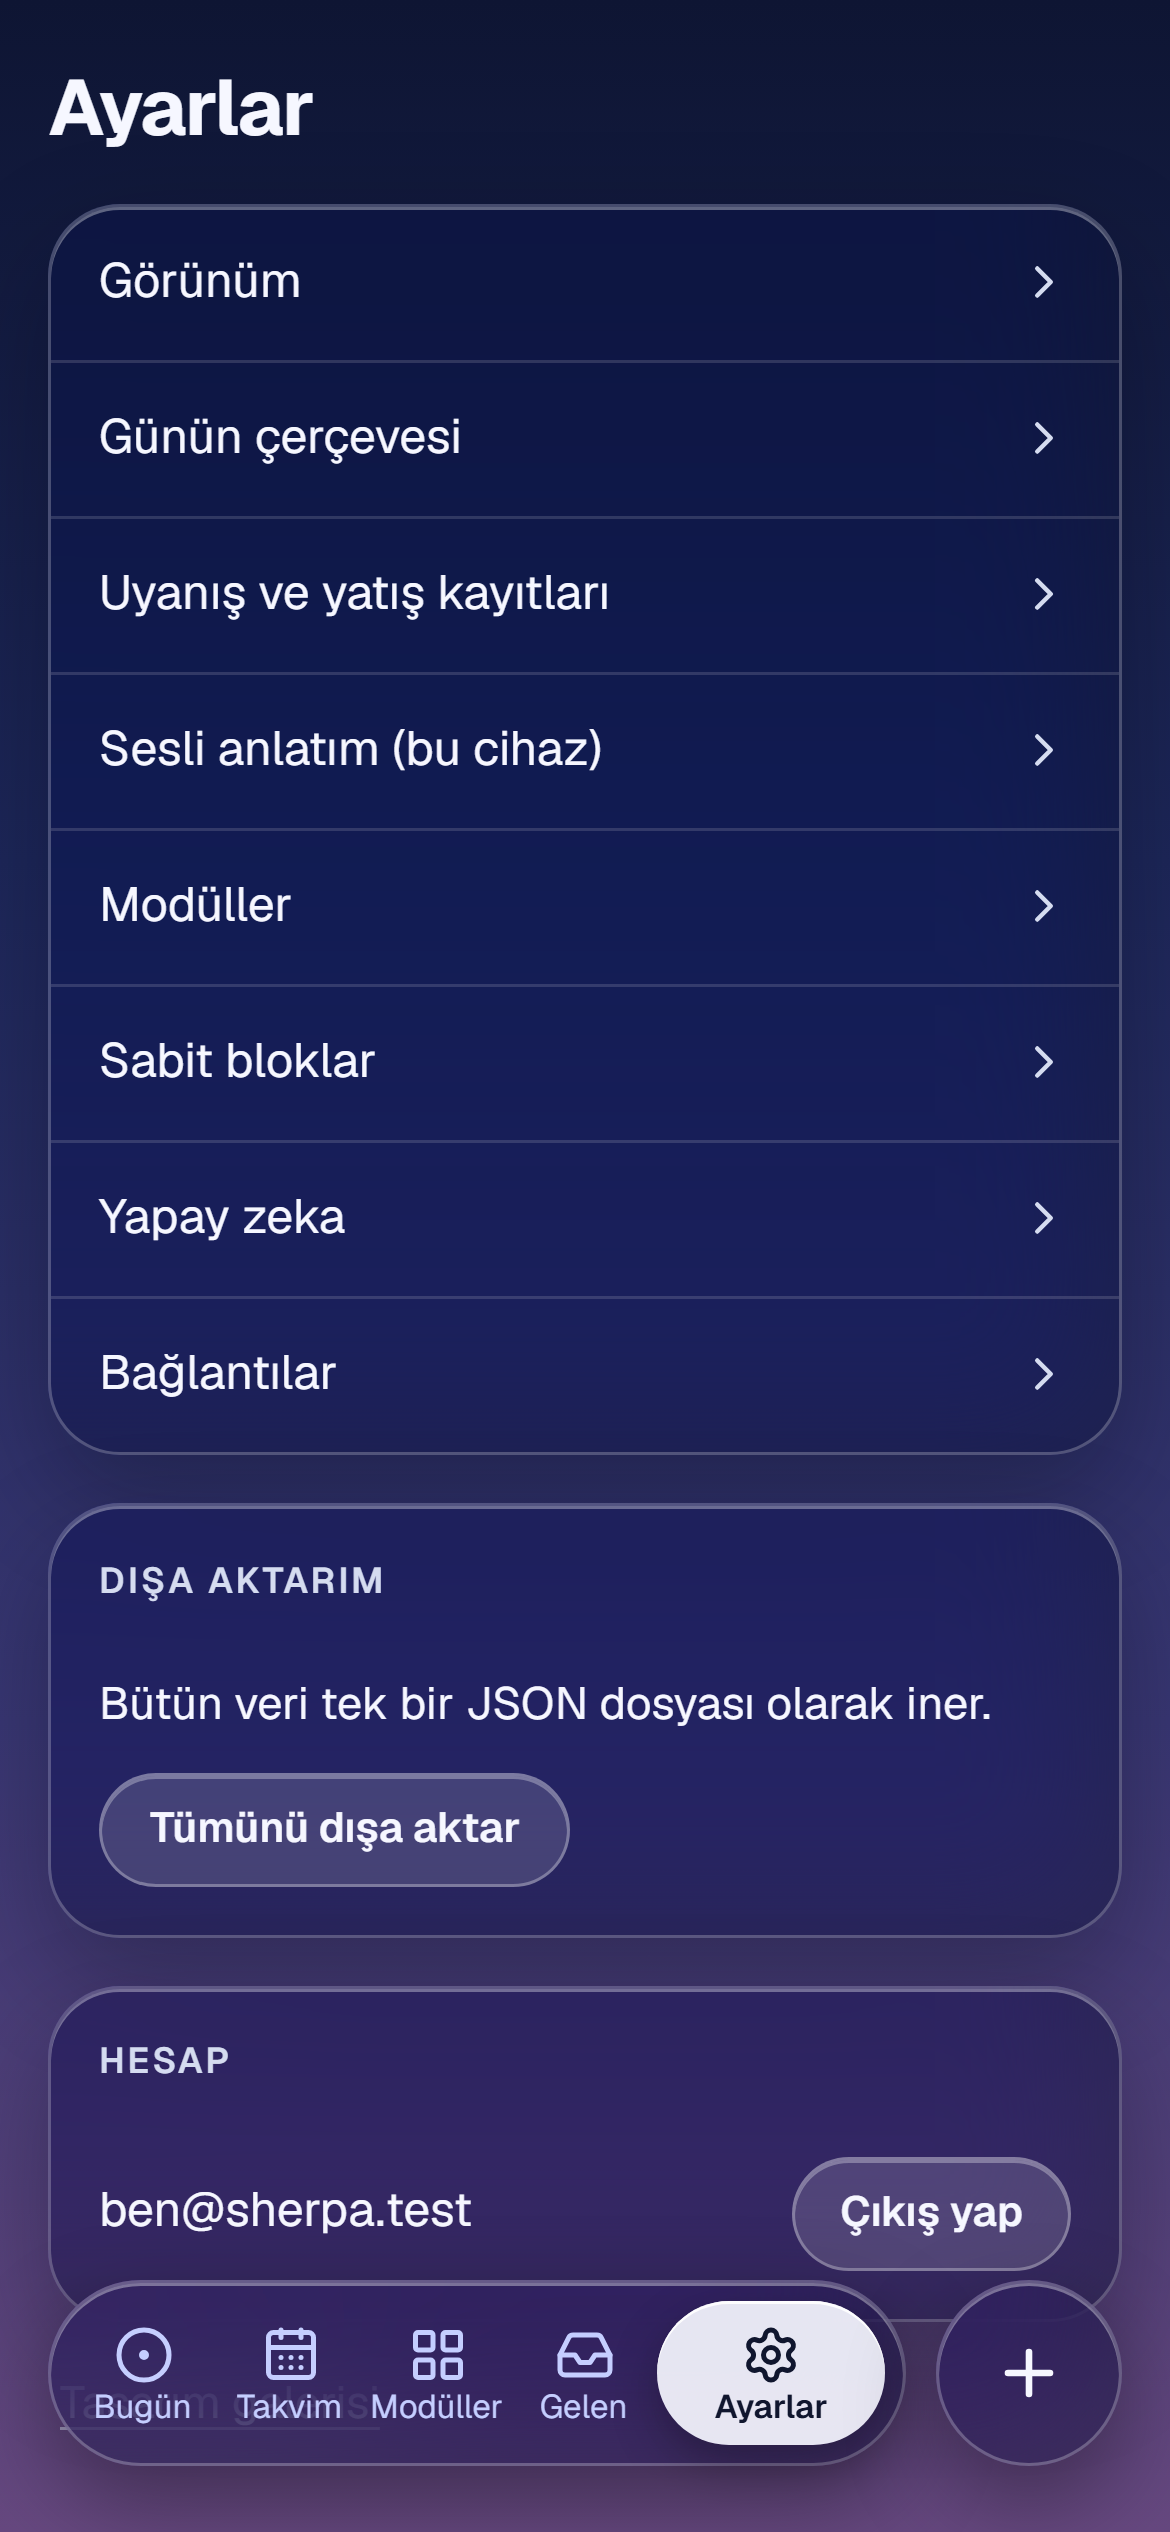 Ayarlar
Görünüm
Günün çerçevesi
Uyanış ve yatış kayıtları
Sesli anlatım (bu cihaz)
Modüller
Sabit bloklar
Yapay zeka
Bağlantılar
DIŞA AKTARIM
Bütün veri tek bir JSON dosyası olarak iner.
Tümünü dışa aktar
HESAP
ben@sherpa.test
Çıkış yap
Bugün
Takvim
Modüller
Gelen
Ayarlar